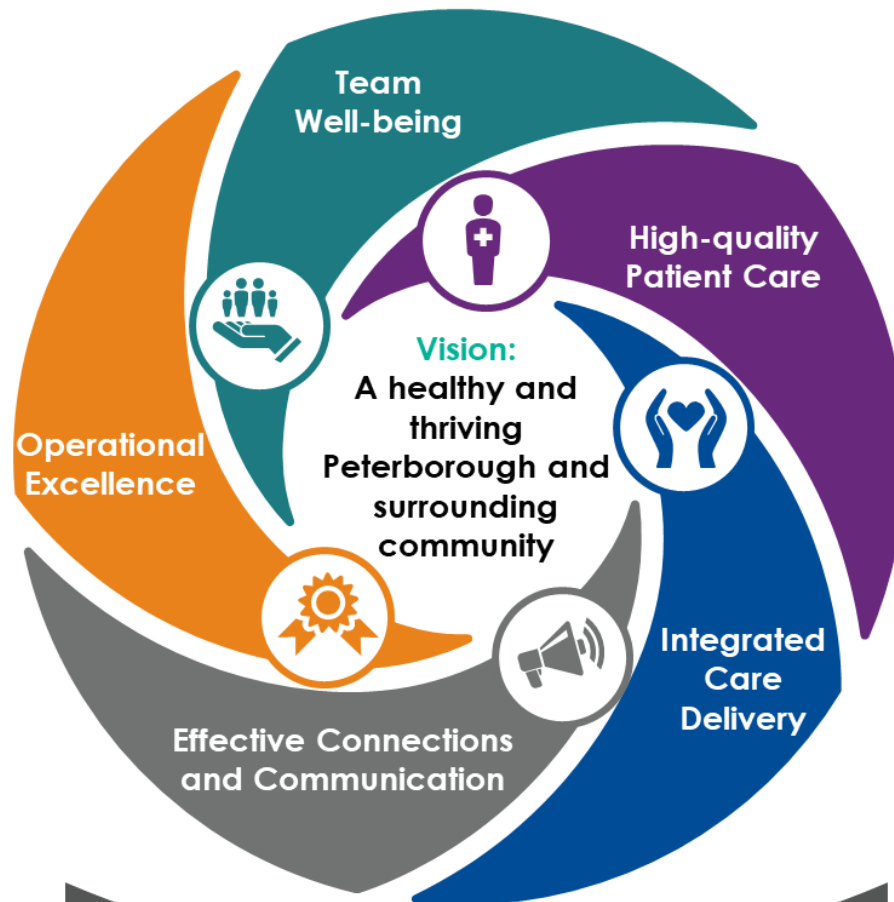 Team
Well-being
High-quality
Patient Care
Vision:
A healthy and
thriving
Peterborough and
surrounding
community
Operational
Excellence
Integrated
Care
Delivery
Effective Connections
and Communication